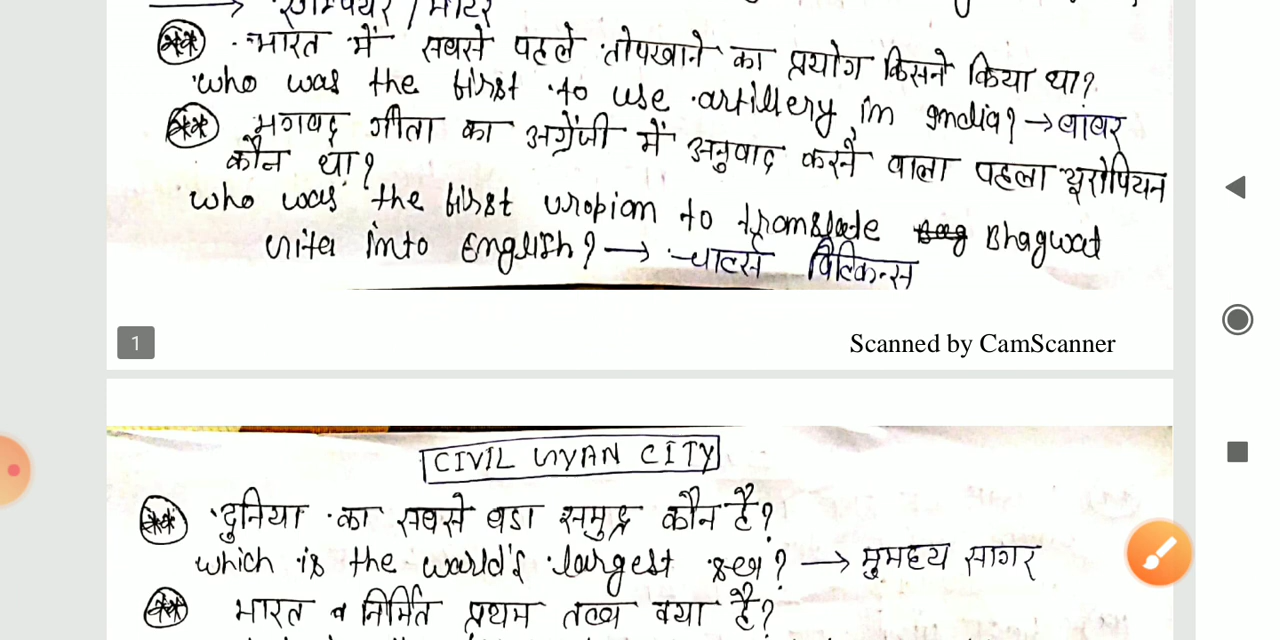 ** भारत में सबसे पहले तोपखाने का प्रयोग किसने किया था?
who was the first to use artillery in India? → बाबर
** भगवद् गीता का अग्रेंजी में अनुवाद करने वाला पहला यूरोपियन
कौन था?
who was the first uropion to translate Bhagwat
Gita into English? → चार्ल्स विल्किन्स
1
Scanned by CamScanner
CIVIL GYAN CITY
** दुनिया का सबसे बडा समुद्र कौन है?
which is the world's largest sea? → भुमध्य सागर
** भारत निर्मित प्रथम तत्व क्या है?